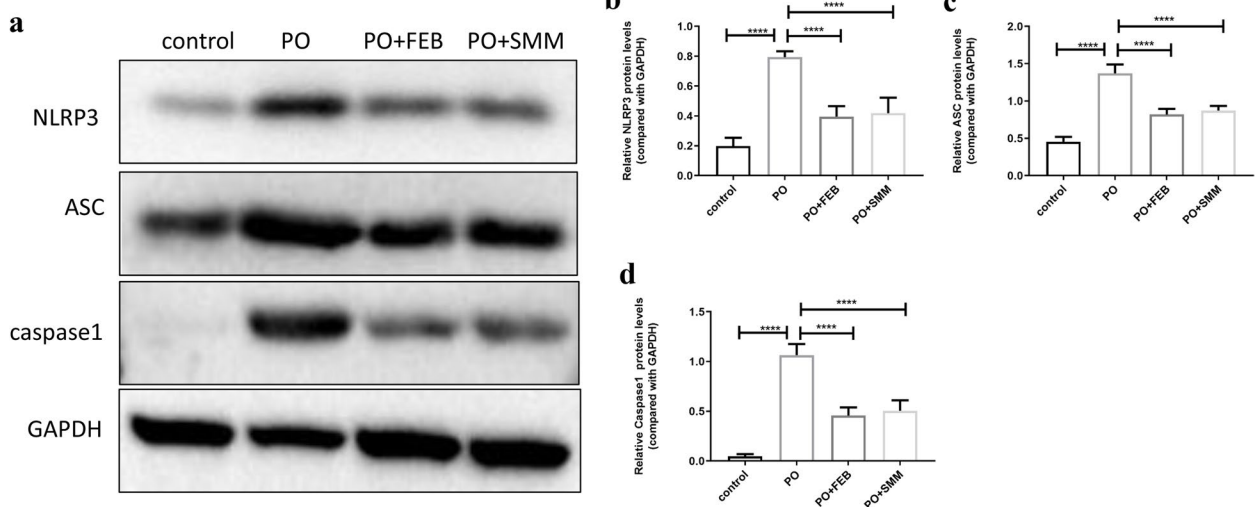 a
control PO PO+FEB PO+SMM
NLRP3
ASC
caspase1
GAPDH
b
Relative NLRP3 protein levels
(compared with GAPDH)
1.0
0.8
0.6
0.4
0.2
0.0
****
****
****
control PO PO+FEB PO+SMM
c
Relative ASC protein levels
(compared with GAPDH)
2.0
1.5
1.0
0.5
0.0
****
****
****
control PO PO+FEB PO+SMM
d
Relative Caspase1 protein levels
(compared with GAPDH)
1.5
1.0
0.5
0.0
****
****
****
control PO PO+FEB PO+SMM